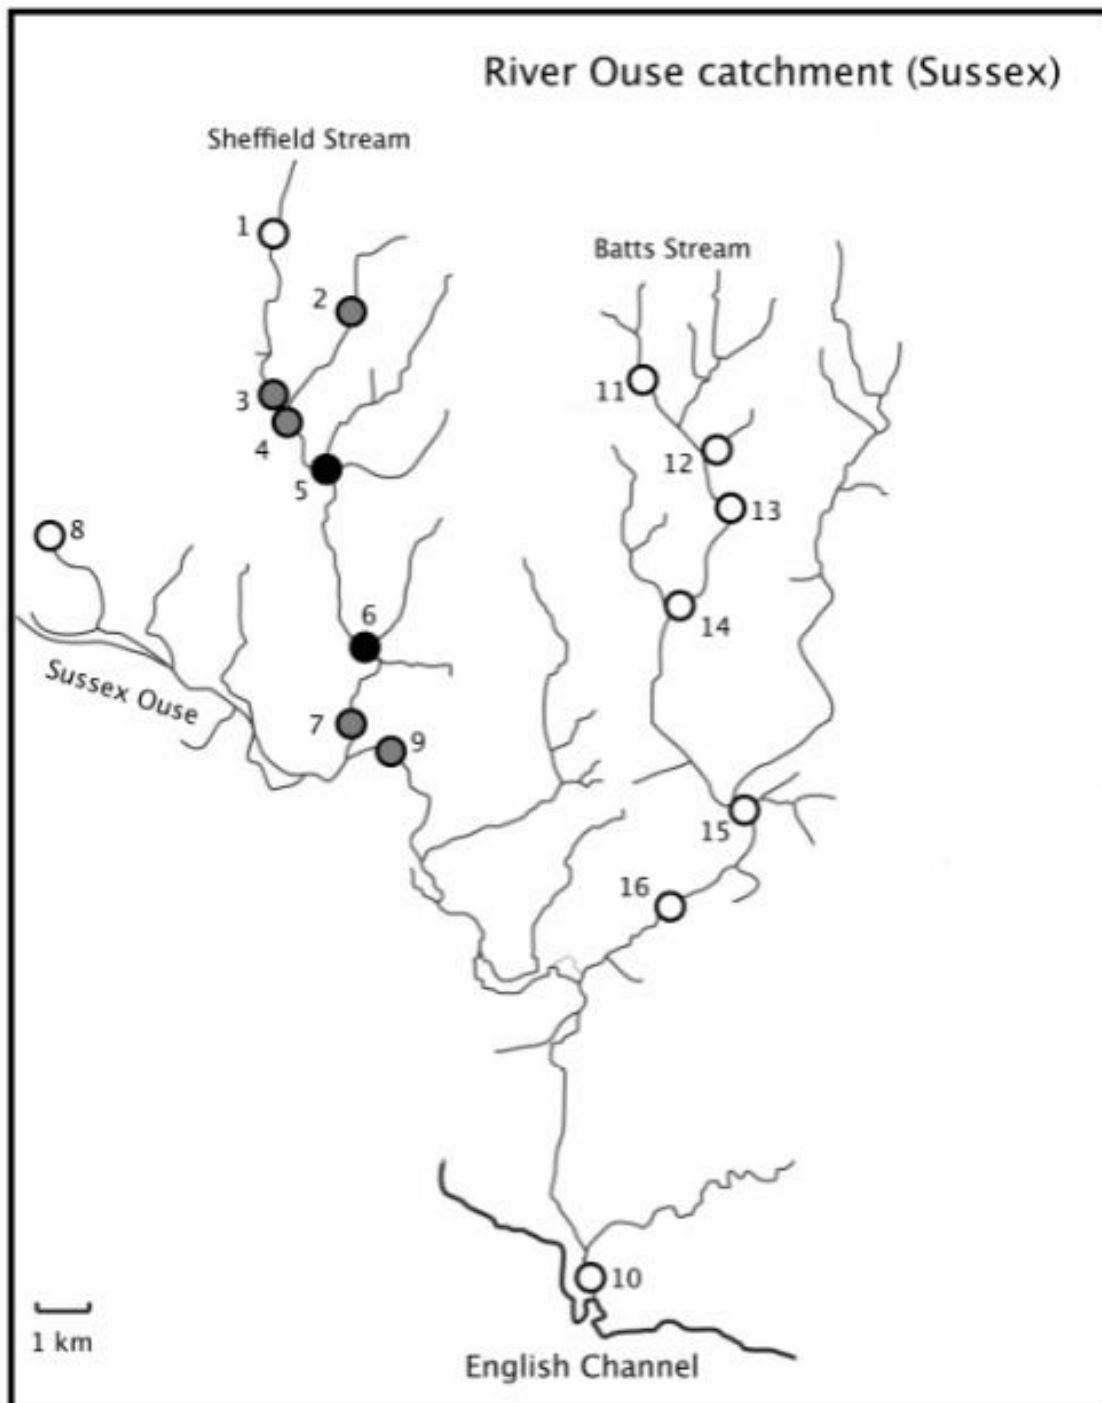 River Ouse catchment (Sussex)
Sheffield Stream
1
Batts Stream
2
11
3
4
12
5
13
8
6
14
Sussex Ouse
7
9
15
16
10
1 km
English Channel